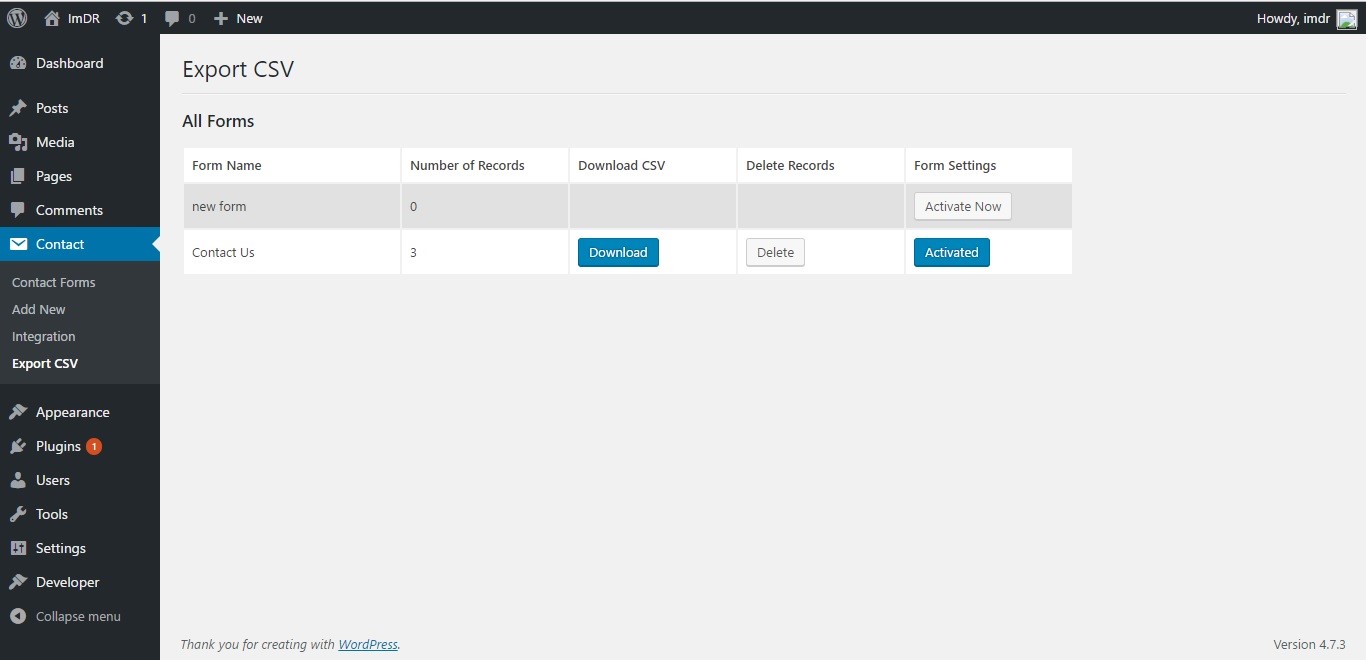 ImDR 1 0 New Howdy, imdr
Dashboard
Posts
Media
Pages
Comments
Contact
Contact Forms
Add New
Integration
Export CSV
Appearance
Plugins 1
Users
Tools
Settings
Developer
Collapse menu
Export CSV
All Forms
Form Name Number of Records Download CSV Delete Records Form Settings
new form 0 Activate Now
Contact Us 3 Download Delete Activated
Thank you for creating with WordPress. Version 4.7.3